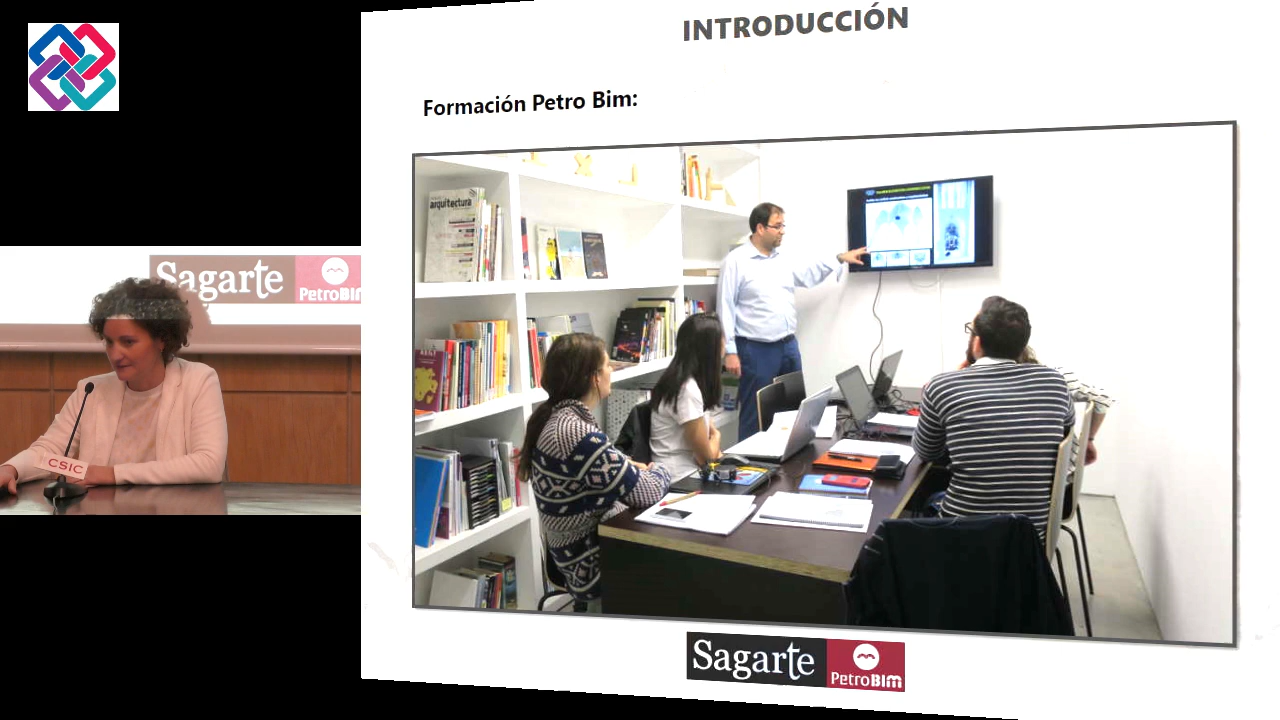 INTRODUCCIÓN
Formación Petro Bim:
arquitectura
Sagarte
PetroBIM
CSIC
Sagarte
PetroBIM